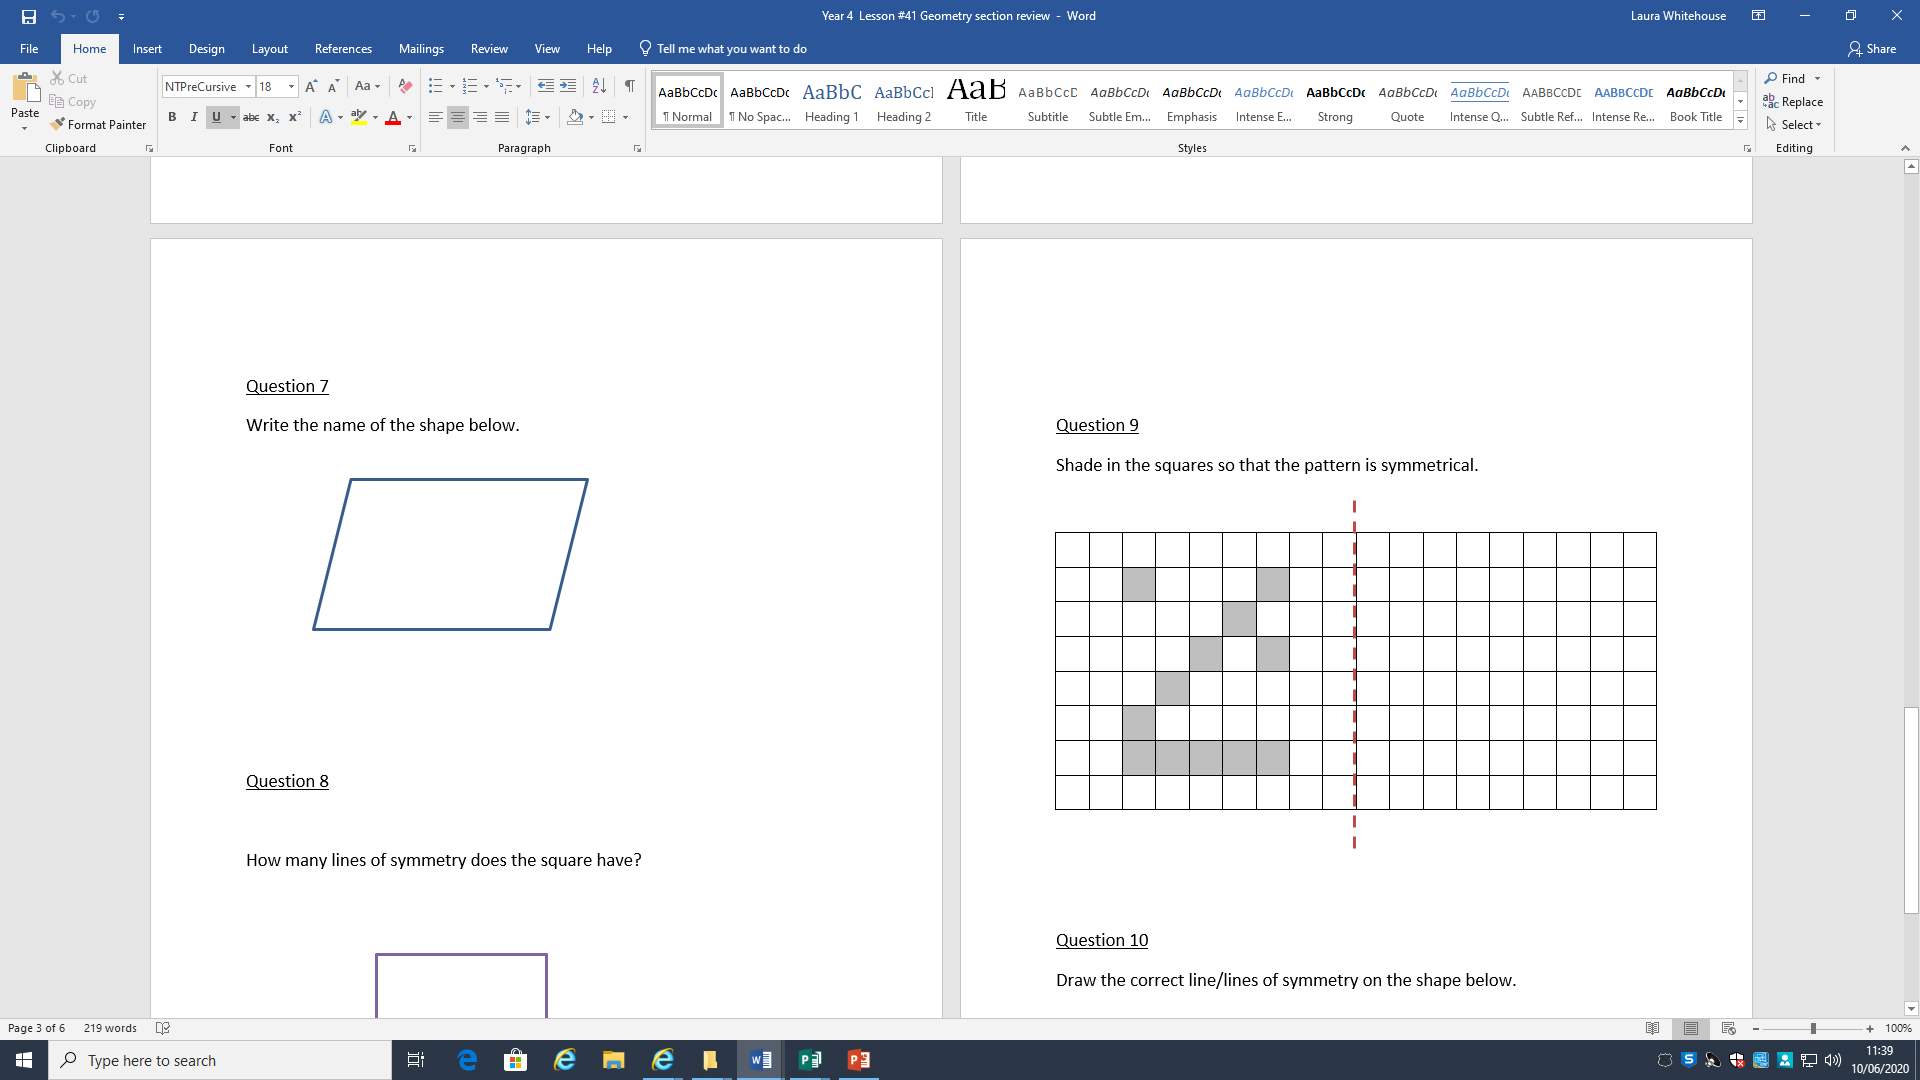 Year 4 Lesson #41 Geometry section review - Word
Laura Whitehouse
File Home Insert Design Layout References Mailings Review View Help Tell me what you want to do
Share
Paste
Cut
Copy
Format Painter
Clipboard
NTPreCursive 18
Font
Paragraph
AaBbCcDc AaBbCcDc AaBbC AaBbCcI AaB AaBbCcD AaBbCcDc AaBbCcDc AaBbCcDc AaBbCcDc AaBbCcDc AaBbCcDc AABBCCDE AABBCCDE AaBbCcDc
¶ Normal ¶ No Spac... Heading 1 Heading 2 Title Subtitle Subtle Em... Emphasis Intense E... Strong Quote Intense Q... Subtle Ref... Intense Re... Book Title
Styles
Find
Replace
Select
Editing
Question 7
Write the name of the shape below.
Question 8
How many lines of symmetry does the square have?
Question 9
Shade in the squares so that the pattern is symmetrical.
Question 10
Draw the correct line/lines of symmetry on the shape below.
Page 3 of 6 219 words
100%
Type here to search
11:39
10/06/2020